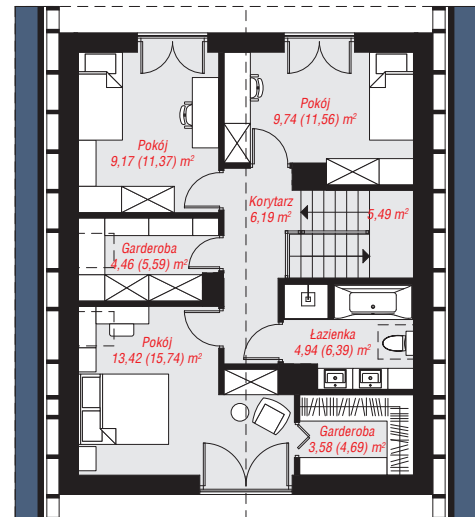 Pokój
9,17 (11,37) m²
Pokój
9,74 (11,56) m²
Korytarz
6,19 m²
5,49 m²
Garderoba
4,46 (5,59) m²
Pokój
13,42 (15,74) m²
Łazienka
4,94 (6,39) m²
Garderoba
3,58 (4,69) m²